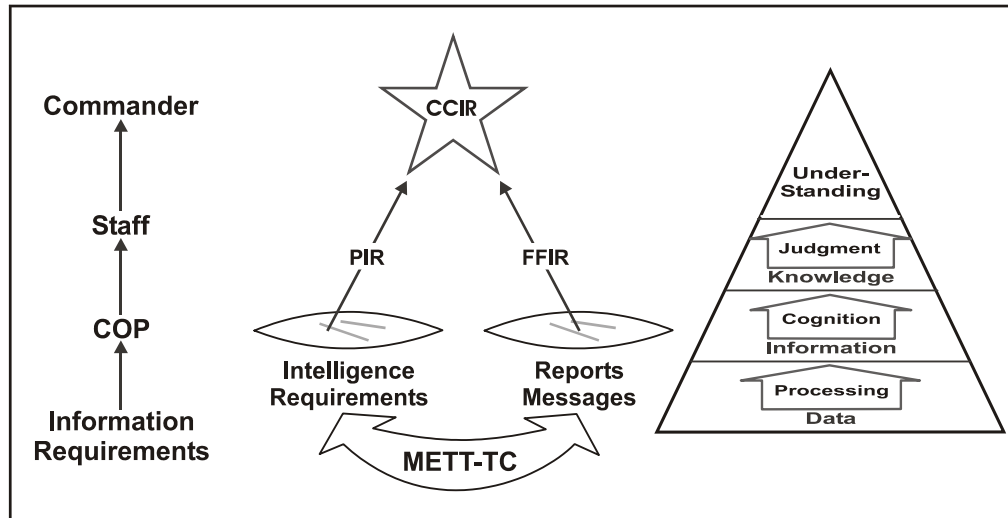 Commander
Staff
COP
Information
Requirements
CCIR
PIR
FFIR
Intelligence
Requirements
Reports
Messages
METT-TC
Under-
Standing
Judgment
Knowledge
Cognition
Information
Processing
Data